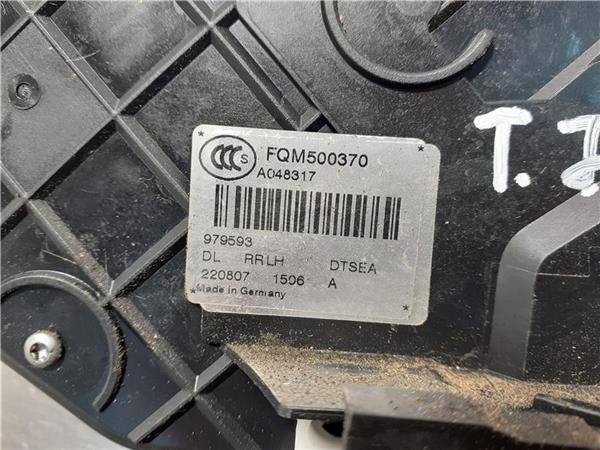 CCC S FQM500370
A048317
979593
DL RRLH DTSEA
220807 1506 A
Made in Germany
T.